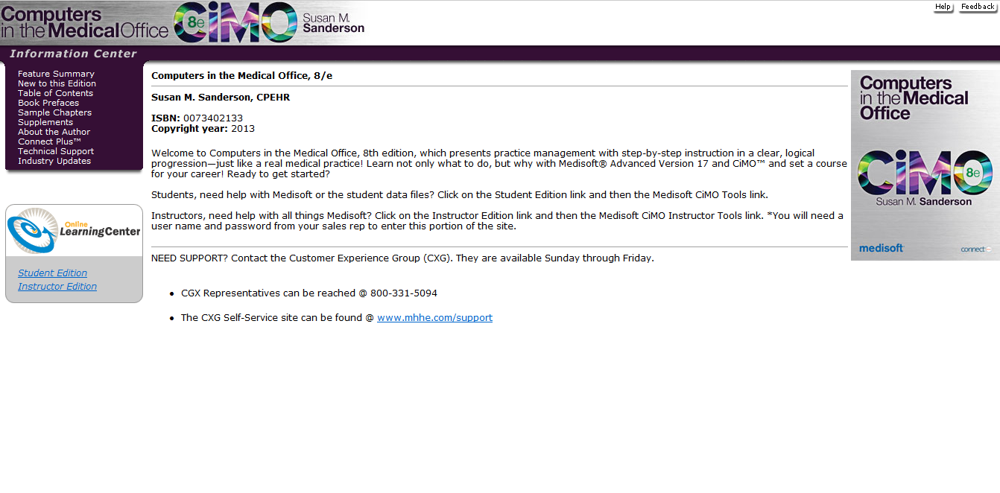 Computers
in the Medical Office
CiMO
8e
Susan M.
Sanderson
Help
Feedback
Information Center
Feature Summary
New to this Edition
Table of Contents
Book Prefaces
Sample Chapters
Supplements
About the Author
Connect Plus™
Technical Support
Industry Updates
Online
LearningCenter
Student Edition
Instructor Edition
Computers in the Medical Office, 8/e
Susan M. Sanderson, CPEHR
ISBN: 0073402133
Copyright year: 2013
Welcome to Computers in the Medical Office, 8th edition, which presents practice management with step-by-step instruction in a clear, logical
progression—just like a real medical practice! Learn not only what to do, but why with Medisoft® Advanced Version 17 and CiMO™ and set a course
for your career! Ready to get started?
Students, need help with Medisoft or the student data files? Click on the Student Edition link and then the Medisoft CiMO Tools link.
Instructors, need help with all things Medisoft? Click on the Instructor Edition link and then the Medisoft CiMO Instructor Tools link. *You will need a
user name and password from your sales rep to enter this portion of the site.
NEED SUPPORT? Contact the Customer Experience Group (CXG). They are available Sunday through Friday.
• CGX Representatives can be reached @ 800-331-5094
• The CXG Self-Service site can be found @ www.mhhe.com/support
Computers
in the Medical
Office
CiMO
8e
Susan M. Sanderson
medisoft
connect